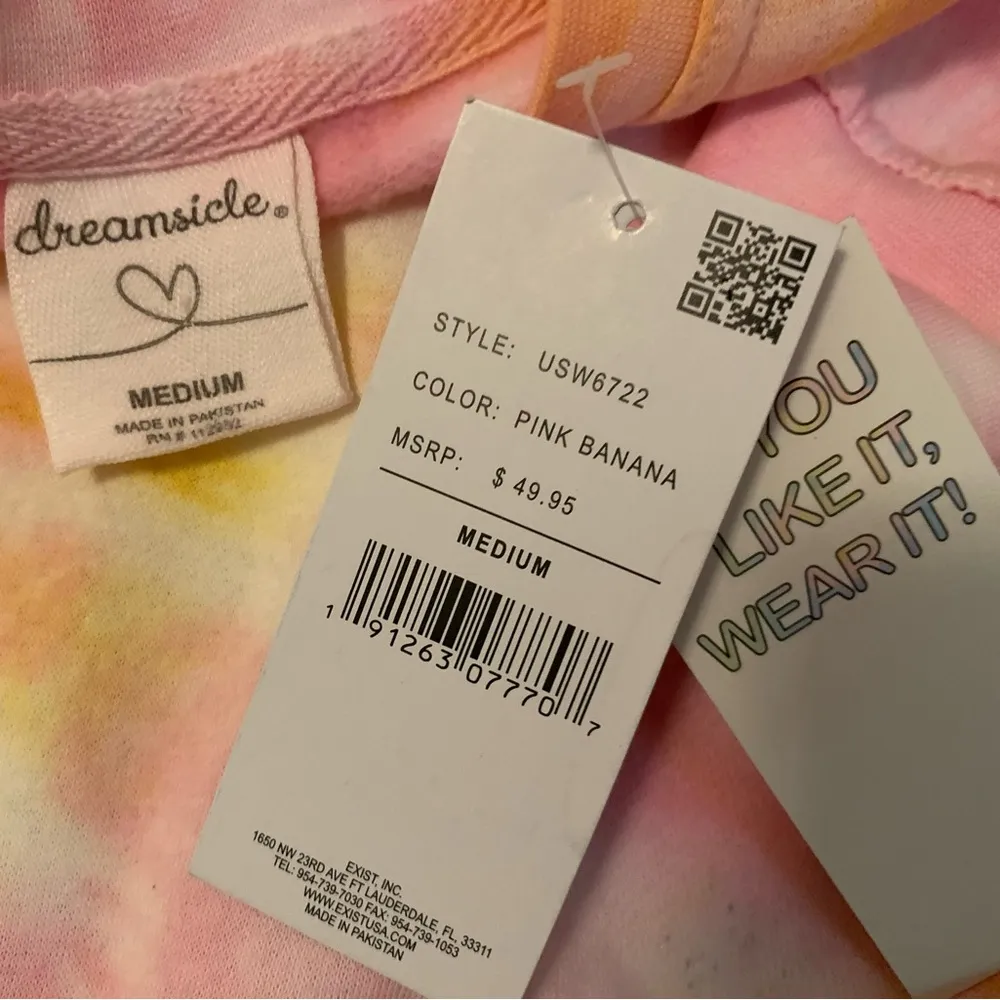 dreamsicle®
MEDIUM
MADE IN PAKISTAN
RN #
STYLE: USW6722
COLOR: PINK BANANA
MSRP: $ 49.95
MEDIUM
1 91263 07770 7
EXIST, INC.
1650 NW 23RD AVE FT LAUDERDALE, FL, 33311
TEL: 954-739-7030 FAX: 954-739-1053
WWW.EXISTUSA.COM
MADE IN PAKISTAN
YOU
LIKE IT,
WEAR IT!